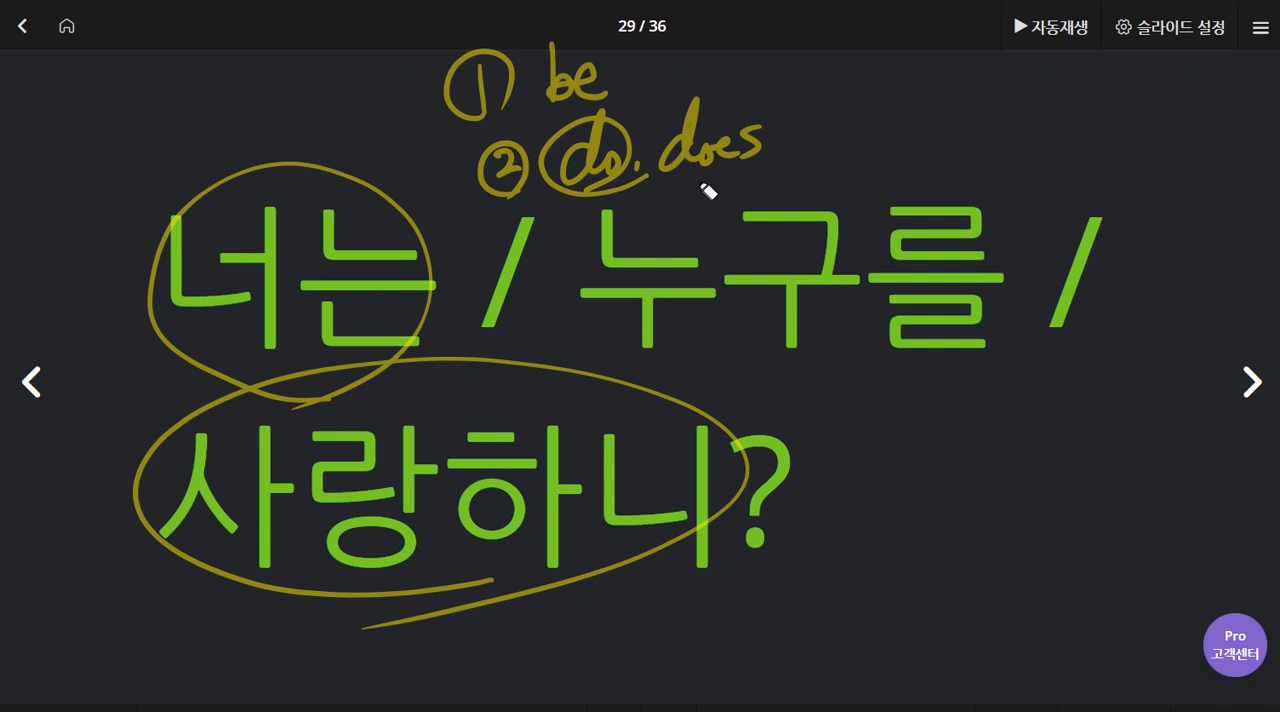 29 / 36
자동재생
슬라이드 설정
① be
② do. does
너는 / 누구를 /
사랑하니?
Pro
고객센터